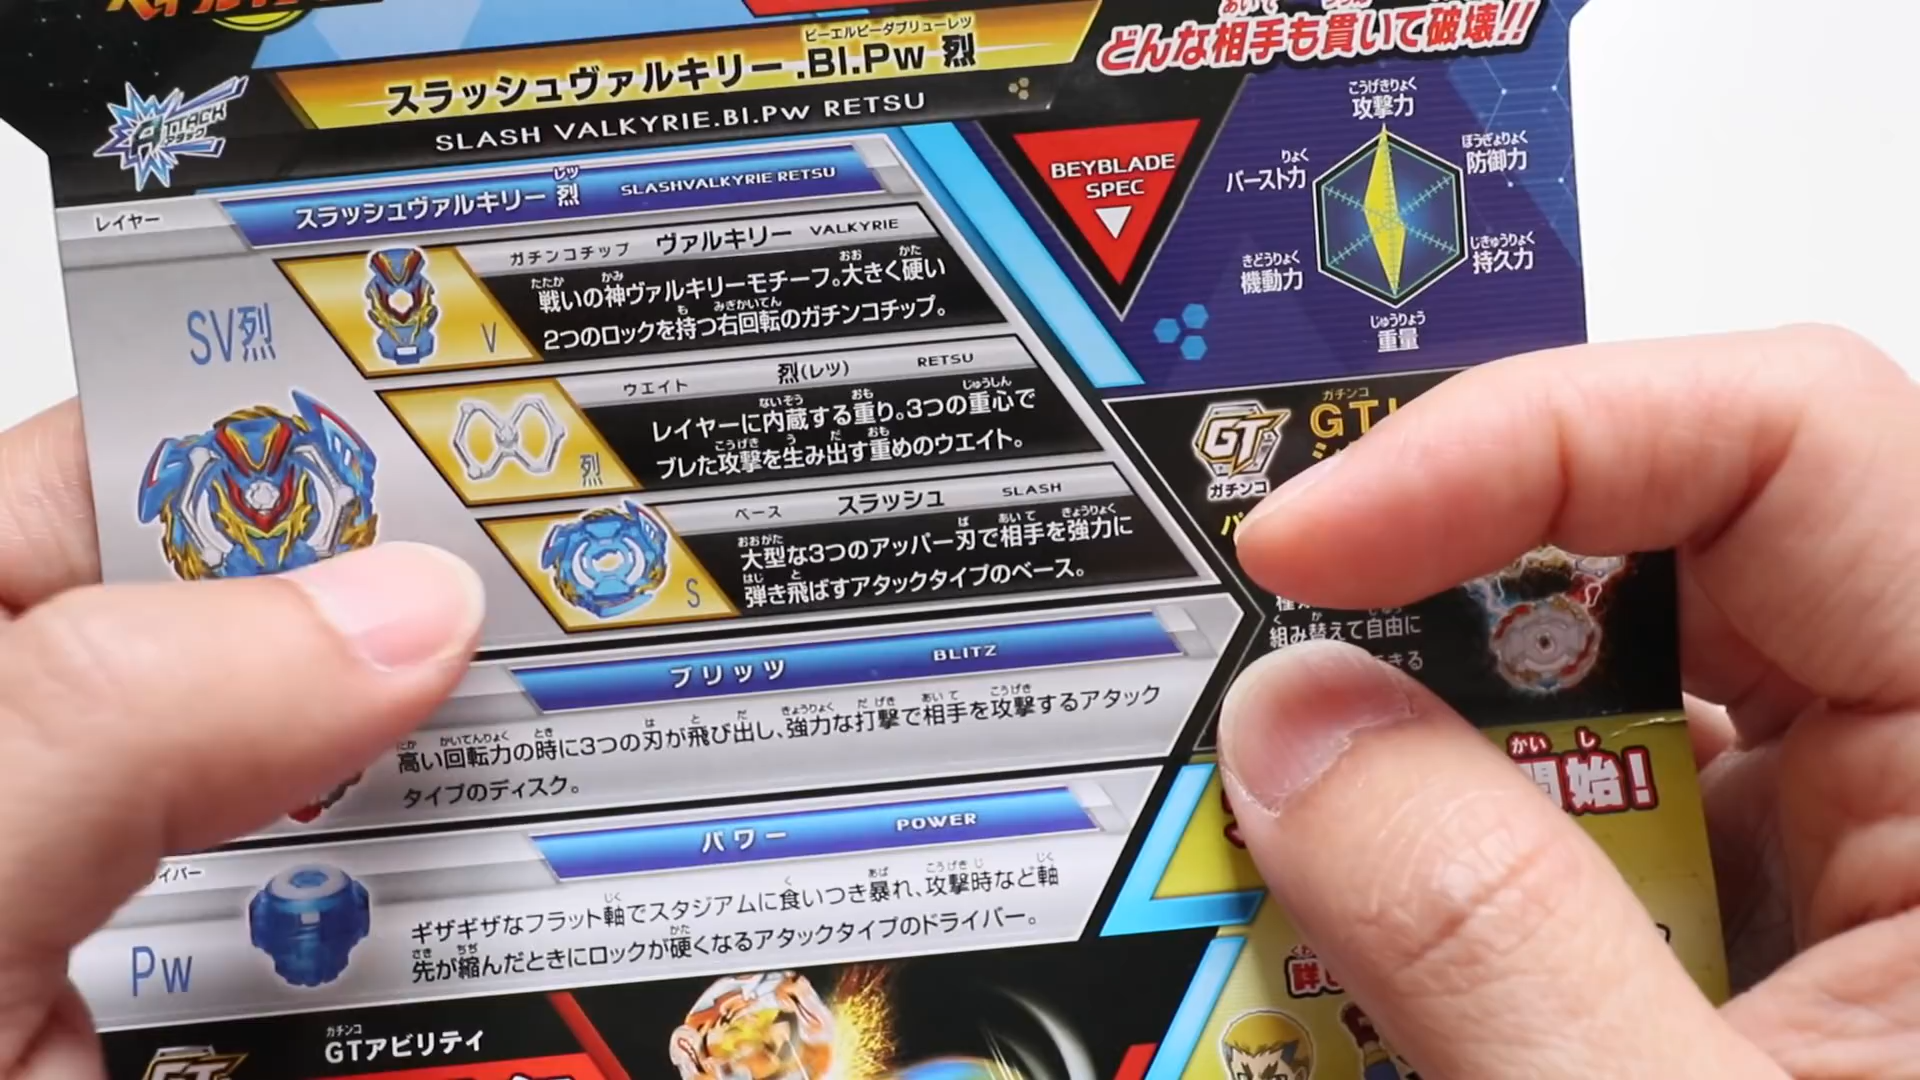 どんな相手も貫いて破壊!!
スラッシュヴァルキリー.Bl.Pw 烈
ビーエルピーダブリューレツ
SLASH VALKYRIE.Bl.Pw RETSU
ATTACK
アタック
レイヤー
スラッシュヴァルキリー 烈 SLASHVALKYRIE RETSU
SV烈
ガチンコチップ ヴァルキリー VALKYRIE
戦いの神ヴァルキリーモチーフ。大きく硬い
2つのロックを持つ右回転のガチンコチップ。
V
ウエイト 烈(レツ) RETSU
レイヤーに内蔵する重り。3つの重心で
ブレた攻撃を生み出す重めのウエイト。
烈
ベース スラッシュ SLASH
大型な3つのアッパー刃で相手を強力に
弾き飛ばすアタックタイプのベース。
S
ブリッツ BLITZ
高い回転力の時に3つの刃が飛び出し、強力な打撃で相手を攻撃するアタック
タイプのディスク。
パワー POWER
Pw
ギザギザなフラット軸でスタジアムに食いつき暴れ、攻撃時など軸
先が縮んだときにロックが硬くなるアタックタイプのドライバー。
GTアビリティ
BEYBLADE
SPEC
攻撃力
防御力
持久力
重量
機動力
バースト力
GT
ガチンコ
組み替えて自由に
きる
開始!